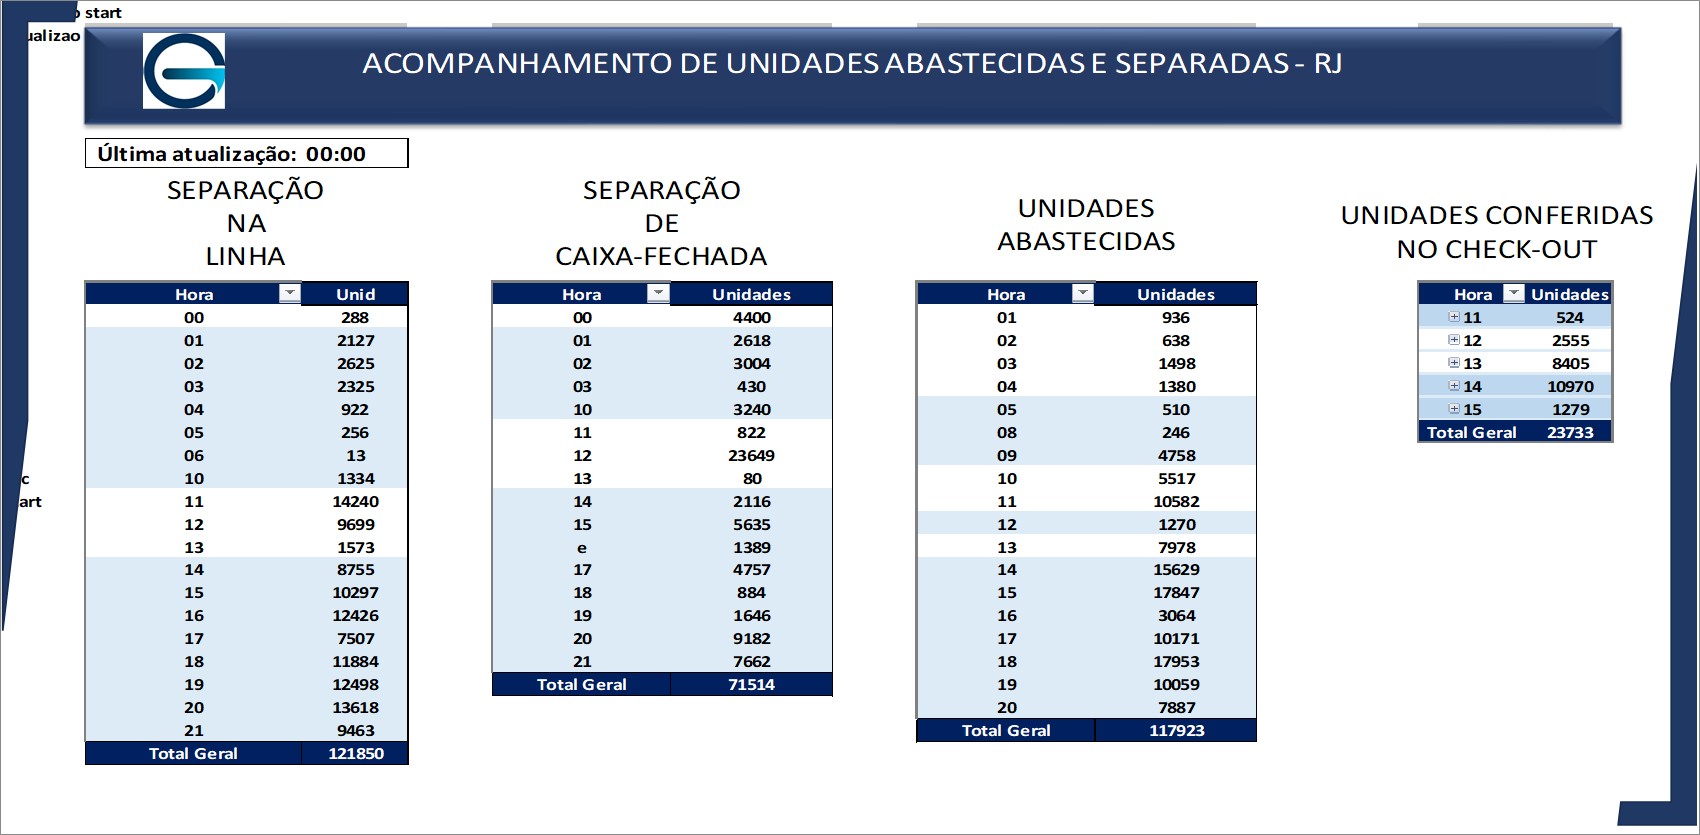 start
ualizao
ACOMPANHAMENTO DE UNIDADES ABASTECIDAS E SEPARADAS - RJ
Última atualização: 00:00
SEPARAÇÃO
NA
LINHA
Hora Unid
00 288
01 2127
02 2625
03 2325
04 922
05 256
06 13
10 1334
11 14240
12 9699
13 1573
14 8755
15 10297
16 12426
17 7507
18 11884
19 12498
20 13618
21 9463
Total Geral 121850
SEPARAÇÃO
DE
CAIXA-FECHADA
Hora Unidades
00 4400
01 2618
02 3004
03 430
10 3240
11 822
12 23649
13 80
14 2116
15 5635
e 1389
17 4757
18 884
19 1646
20 9182
21 7662
Total Geral 71514
UNIDADES
ABASTECIDAS
Hora Unidades
01 936
02 638
03 1498
04 1380
05 510
08 246
09 4758
10 5517
11 10582
12 1270
13 7978
14 15629
15 17847
16 3064
17 10171
18 17953
19 10059
20 7887
Total Geral 117923
UNIDADES CONFERIDAS
NO CHECK-OUT
Hora Unidades
11 524
12 2555
13 8405
14 10970
15 1279
Total Geral 23733
c
art